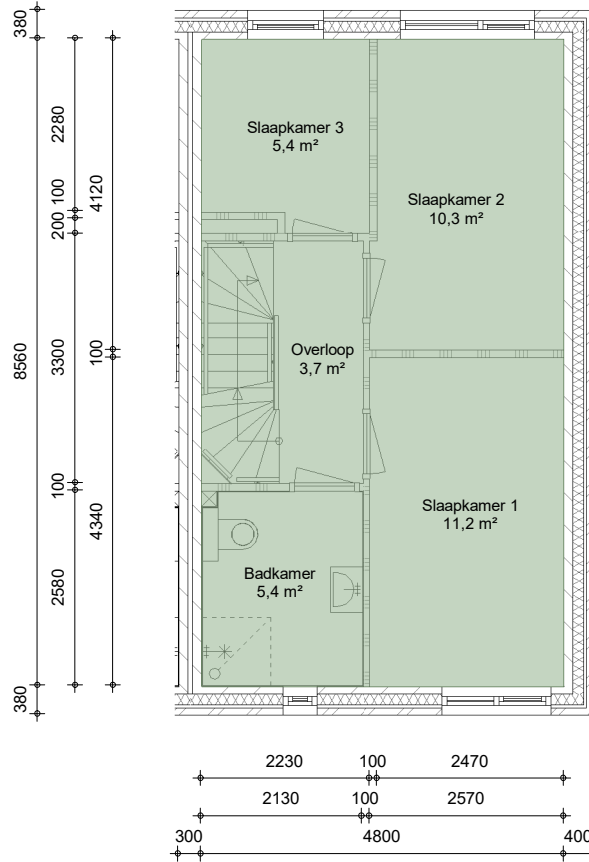 380
2280
100
4120
200
Slaapkamer 3
5,4 m²
Slaapkamer 2
10,3 m²
8560
3300
100
Overloop
3,7 m²
100
4340
Slaapkamer 1
11,2 m²
2580
Badkamer
5,4 m²
380
2230 100 2470
2130 100 2570
300 4800 400